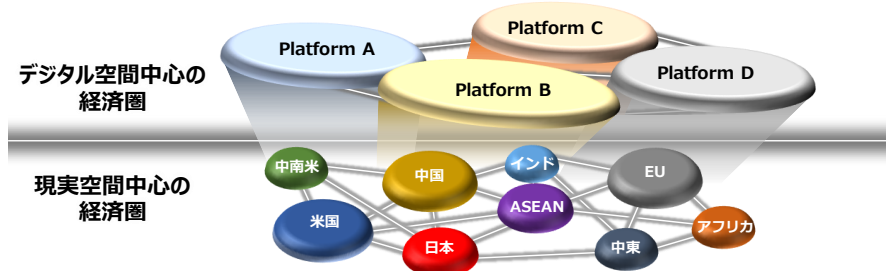 Platform A
Platform C
Platform B
Platform D
デジタル空間中心の
経済圏
中南米
中国
インド
EU
現実空間中心の
経済圏
米国
ASEAN
日本
中東
アフリカ